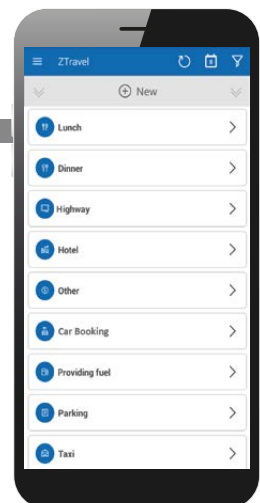 ZTravel
New
Lunch
Dinner
Highway
Hotel
Other
Car Booking
Providing fuel
Parking
Taxi